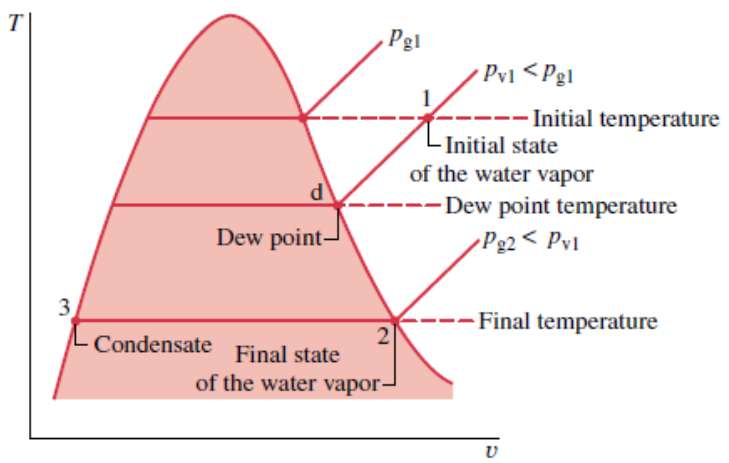 T
p_g1
p_v1 < p_g1
1
Initial temperature
Initial state
of the water vapor
d
Dew point temperature
Dew point
p_g2 < p_v1
3
Final temperature
2
Condensate
Final state
of the water vapor
v